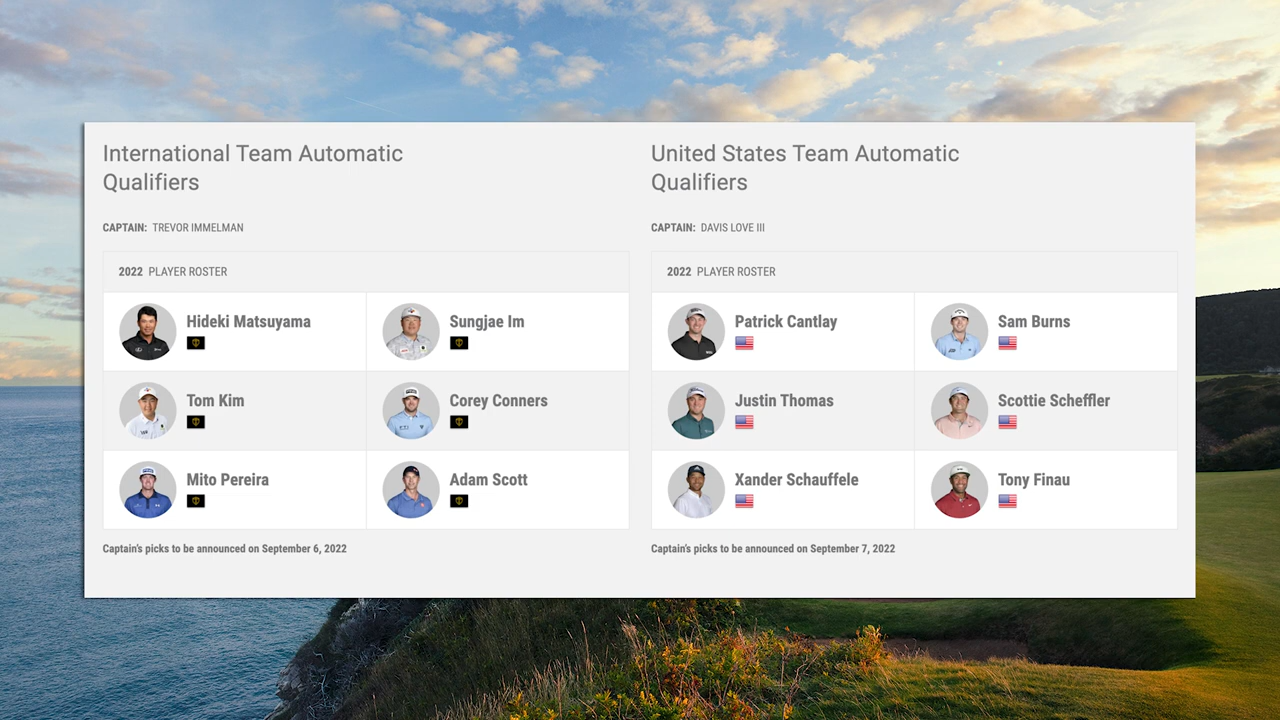 International Team Automatic
Qualifiers
CAPTAIN: TREVOR IMMELMAN
2022 PLAYER ROSTER
Hideki Matsuyama
Sungjae Im
Tom Kim
Corey Conners
Mito Pereira
Adam Scott
Captain's picks to be announced on September 6, 2022
United States Team Automatic
Qualifiers
CAPTAIN: DAVIS LOVE III
2022 PLAYER ROSTER
Patrick Cantlay
Sam Burns
Justin Thomas
Scottie Scheffler
Xander Schauffele
Tony Finau
Captain's picks to be announced on September 7, 2022